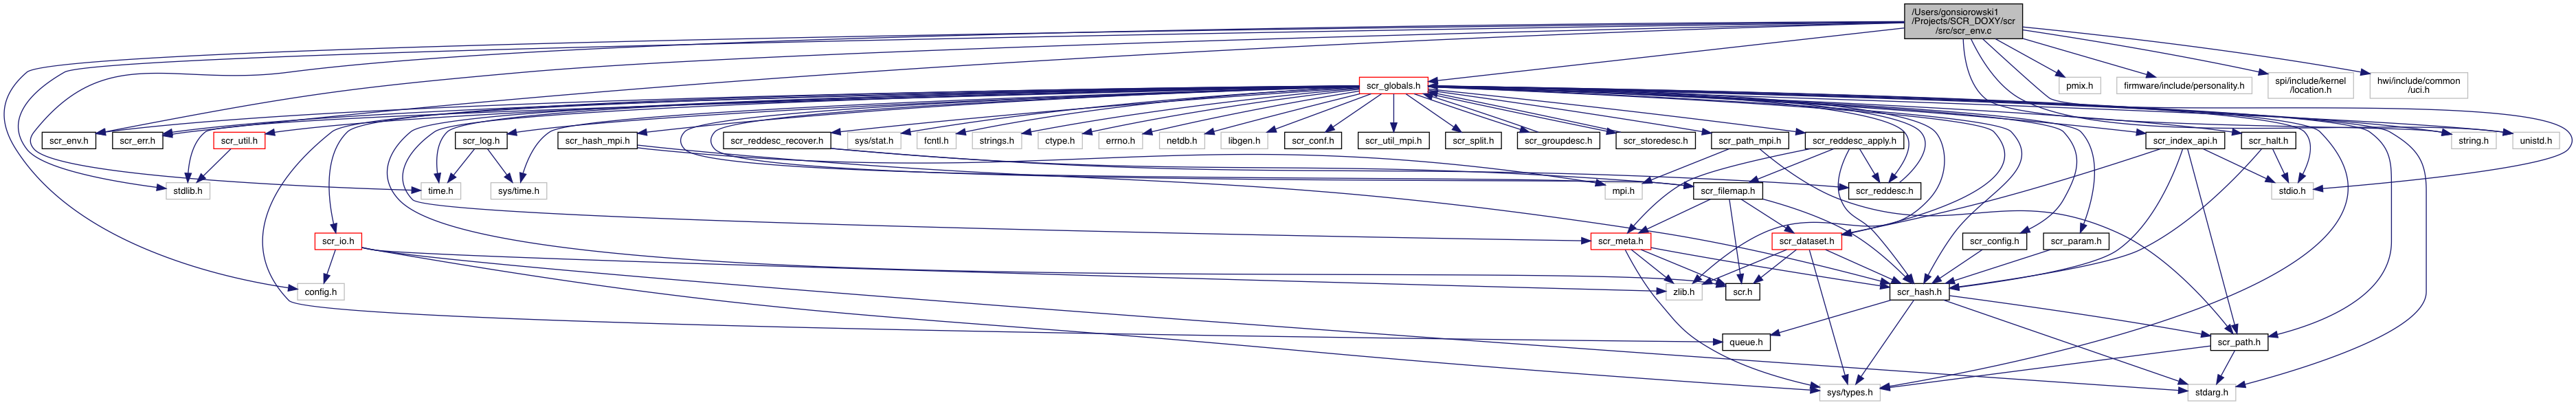 /Users/gonsiorowski1
/Projects/SCR_DOXY/scr
/src/scr_env.c
scr_globals.h
pmix.h
firmware/include/personality.h
spi/include/kernel
/location.h
hwi/include/common
/uci.h
scr_env.h
scr_err.h
scr_util.h
scr_log.h
scr_hash_mpi.h
scr_reddesc_recover.h
sys/stat.h
fcntl.h
strings.h
ctype.h
errno.h
netdb.h
libgen.h
scr_conf.h
scr_util_mpi.h
scr_split.h
scr_groupdesc.h
scr_storedesc.h
scr_path_mpi.h
scr_reddesc_apply.h
scr_index_api.h
scr_halt.h
string.h
unistd.h
stdlib.h
time.h
sys/time.h
mpi.h
scr_filemap.h
scr_reddesc.h
stdio.h
scr_io.h
scr_meta.h
scr_dataset.h
scr_config.h
scr_param.h
config.h
zlib.h
scr.h
scr_hash.h
queue.h
scr_path.h
sys/types.h
stdarg.h